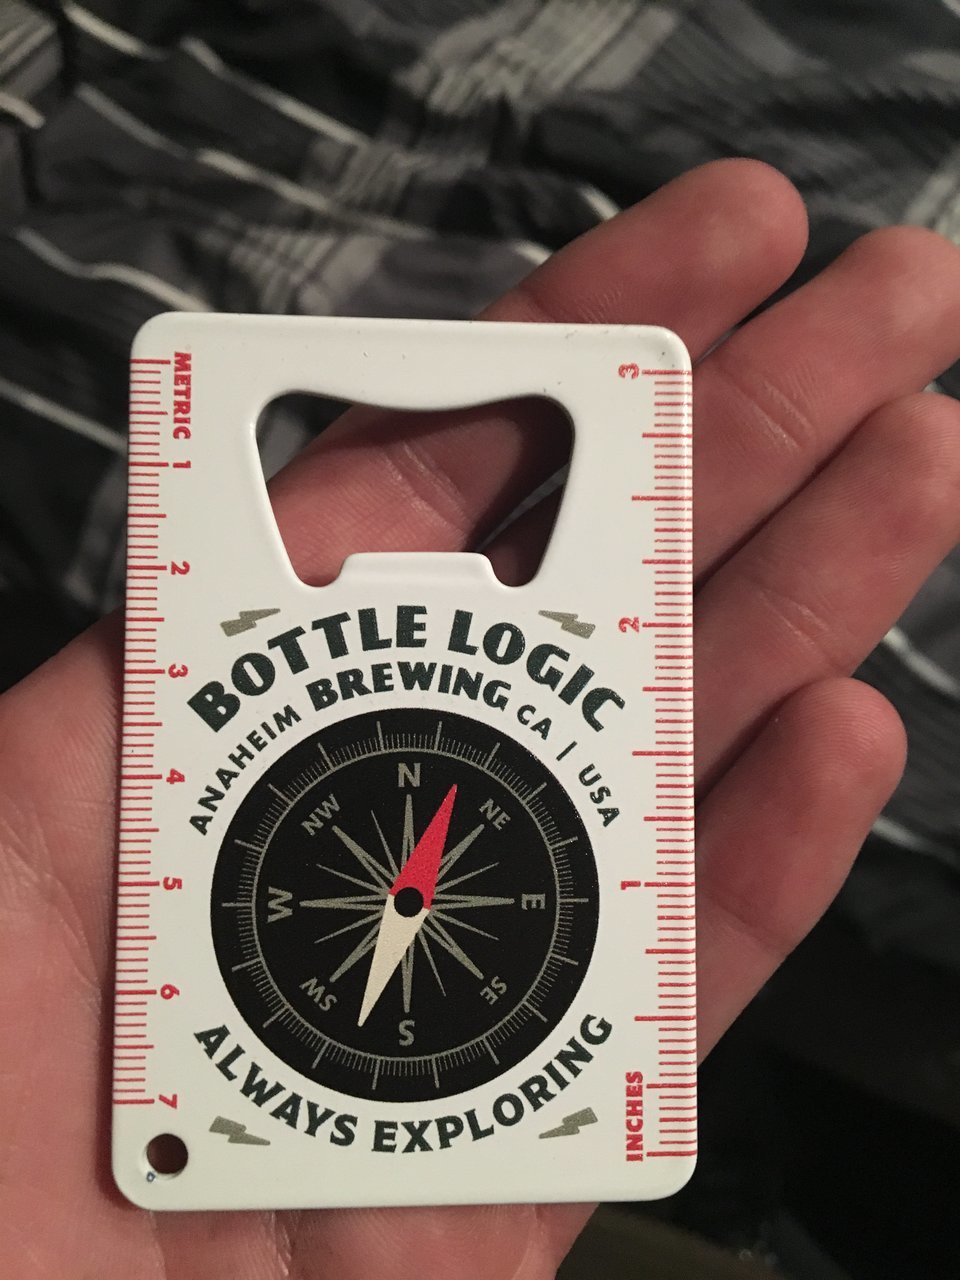 METRIC
1
2
3
4
5
6
7
3
2
1
INCHES
BOTTLE LOGIC
BREWING
ANAHEIM CA | USA
N
NE
E
SE
S
SW
W
NW
ALWAYS EXPLORING